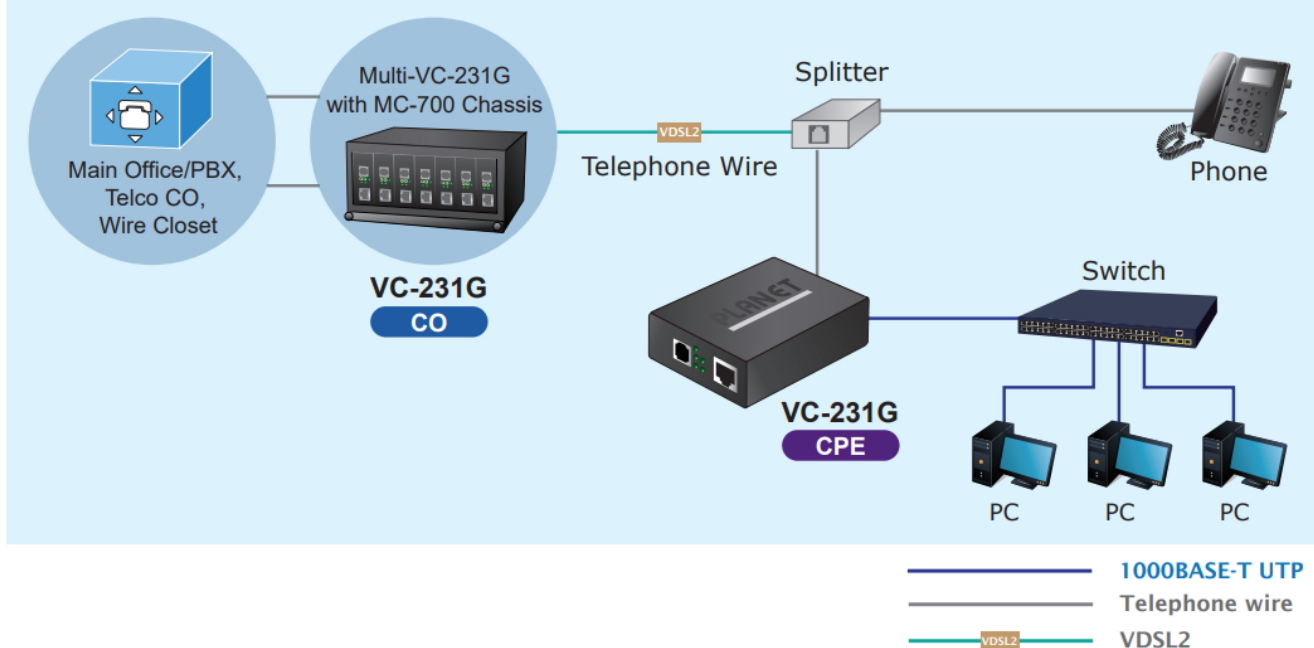 Main Office/PBX,
Telco CO,
Wire Closet
Multi-VC-231G
with MC-700 Chassis
VC-231G
CO
VDSL2
Telephone Wire
Splitter
Phone
PLANET
VC-231G
CPE
Switch
PC
PC
PC
1000BASE-T UTP
Telephone wire
VDSL2
VDSL2